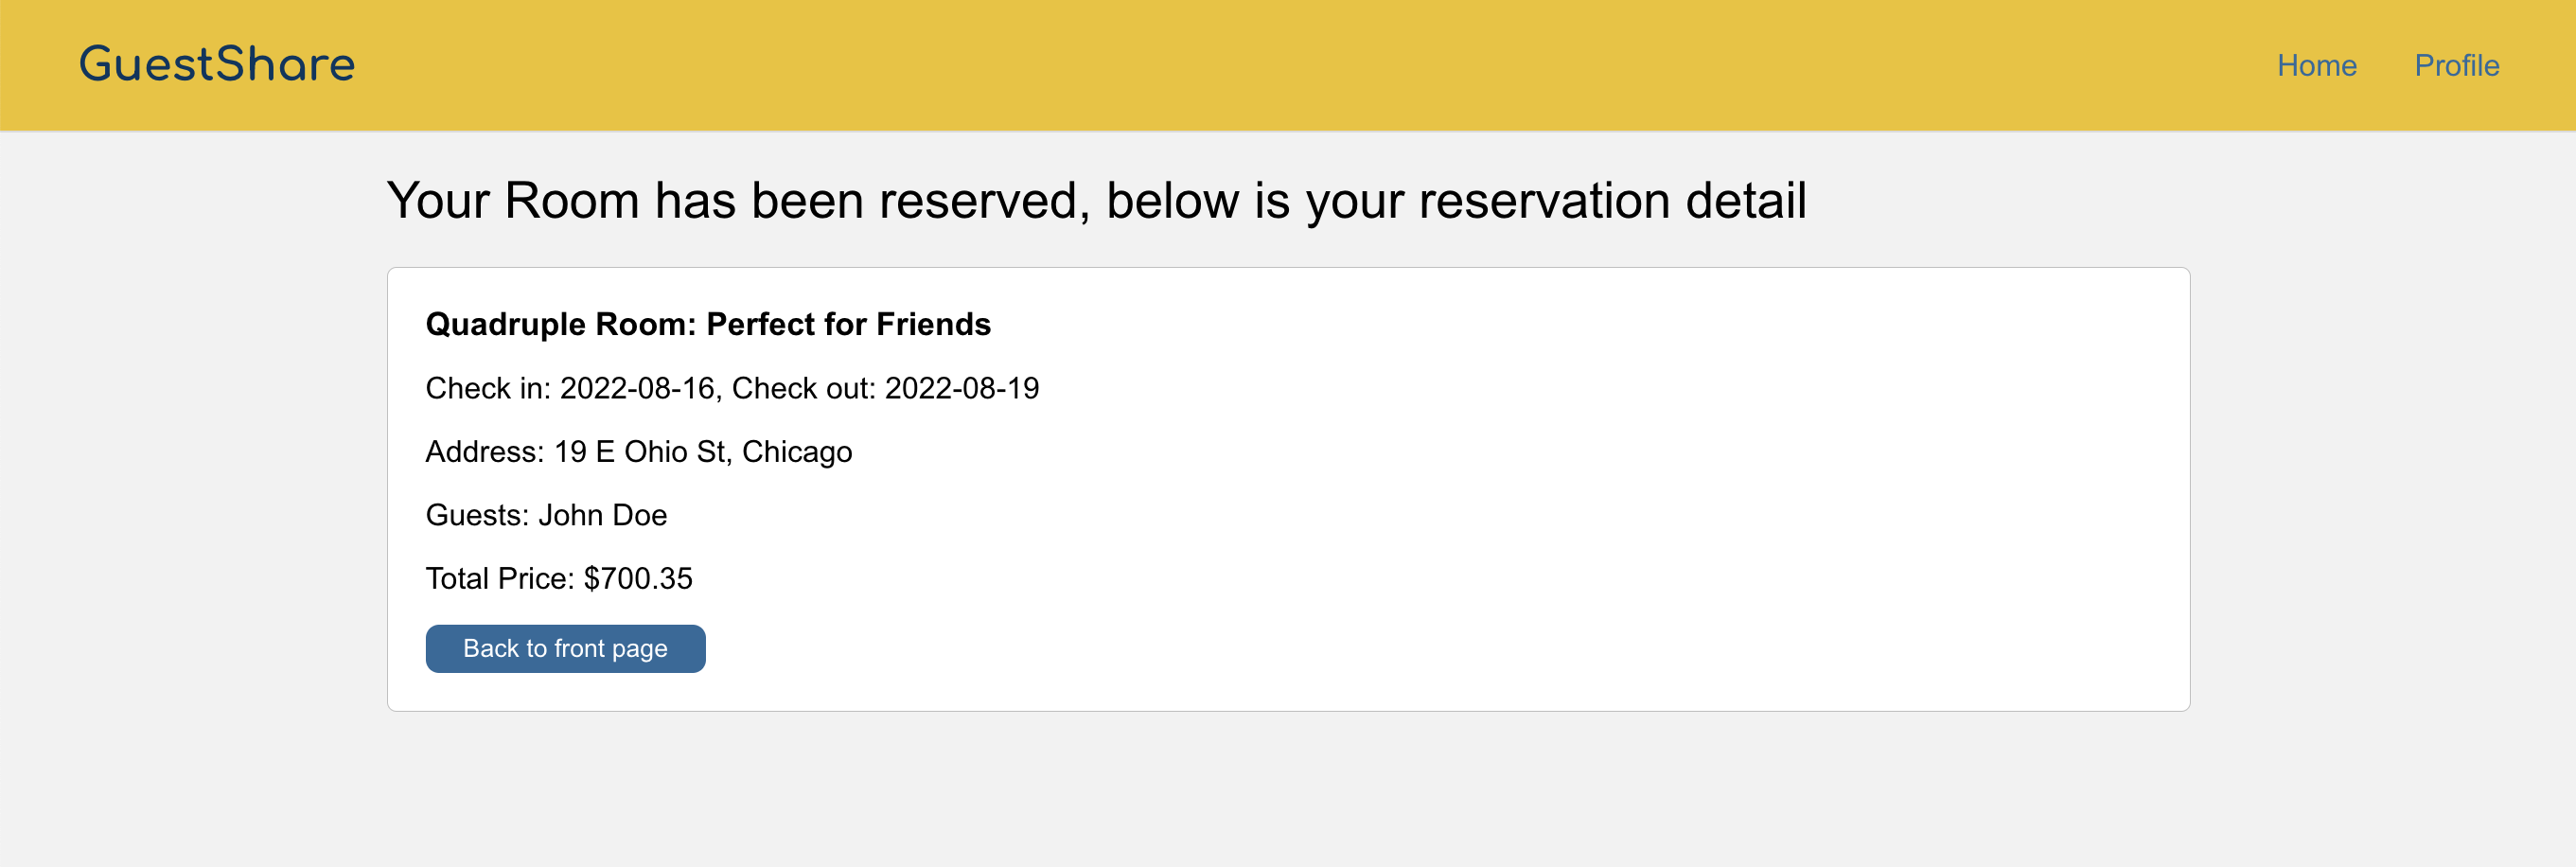 GuestShare
Home Profile
Your Room has been reserved, below is your reservation detail
Quadruple Room: Perfect for Friends
Check in: 2022-08-16, Check out: 2022-08-19
Address: 19 E Ohio St, Chicago
Guests: John Doe
Total Price: $700.35
Back to front page